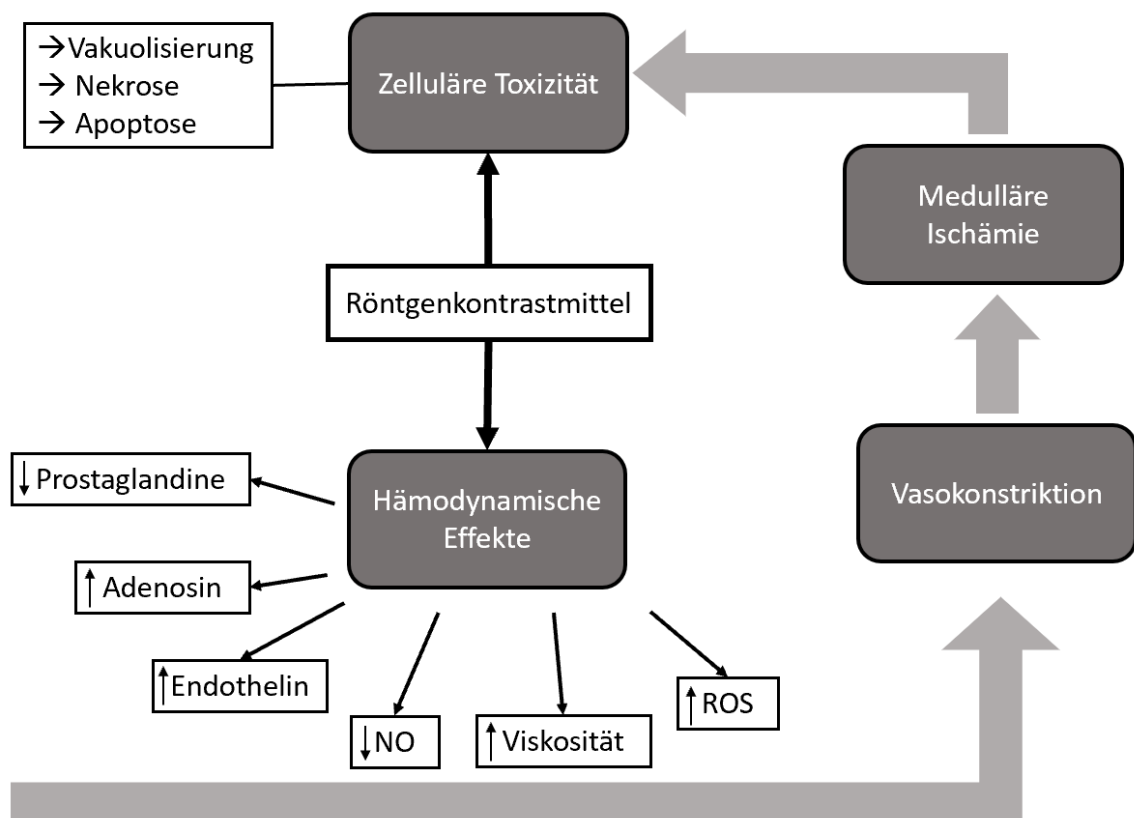 →Vakuolisierung
→ Nekrose
→ Apoptose
Zelluläre Toxizität
Medulläre
Ischämie
Röntgenkontrastmittel
Vasokonstriktion
Hämodynamische
Effekte
↓ Prostaglandine
↑ Adenosin
↑ Endothelin
↓ NO
↑ Viskosität
↑ ROS